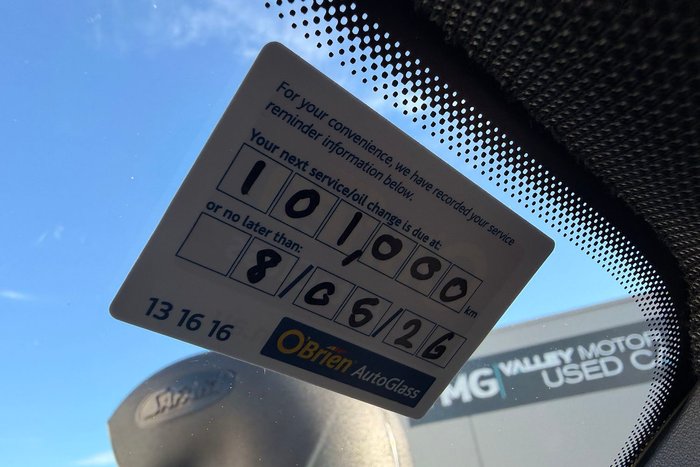 For your convenience, we have recorded your service
reminder information below.
Your next service/oil change is due at:
101,000 km
or no later than:
8/06/26
13 16 16
O'Brien AutoGlass
MG VALLEY MOTOR
USED C